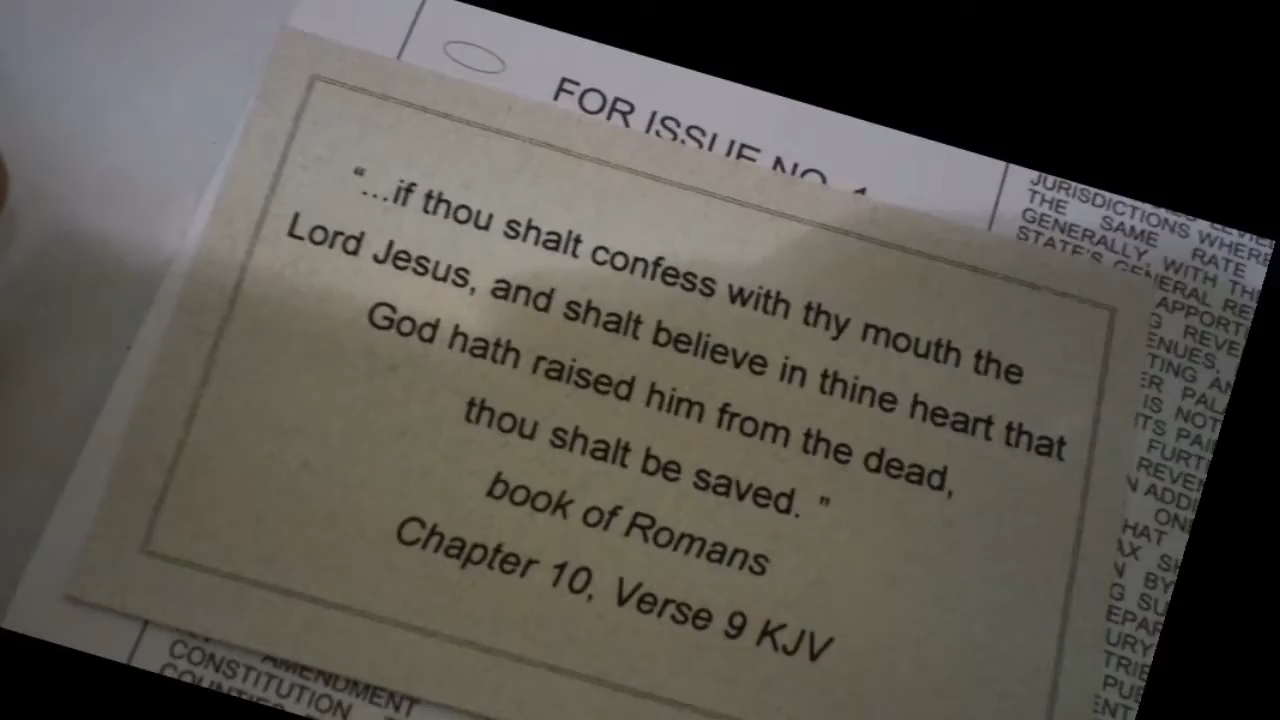 FOR ISSUE NO. 1
"...if thou shalt confess with thy mouth the
Lord Jesus, and shalt believe in thine heart that
God hath raised him from the dead,
thou shalt be saved. "
book of Romans
Chapter 10, Verse 9 KJV
JURISDICTIONS WHERE
THE SAME RATE
GENERALLY, WITH
STATE'S
AMENDMENT
CONSTITUTION